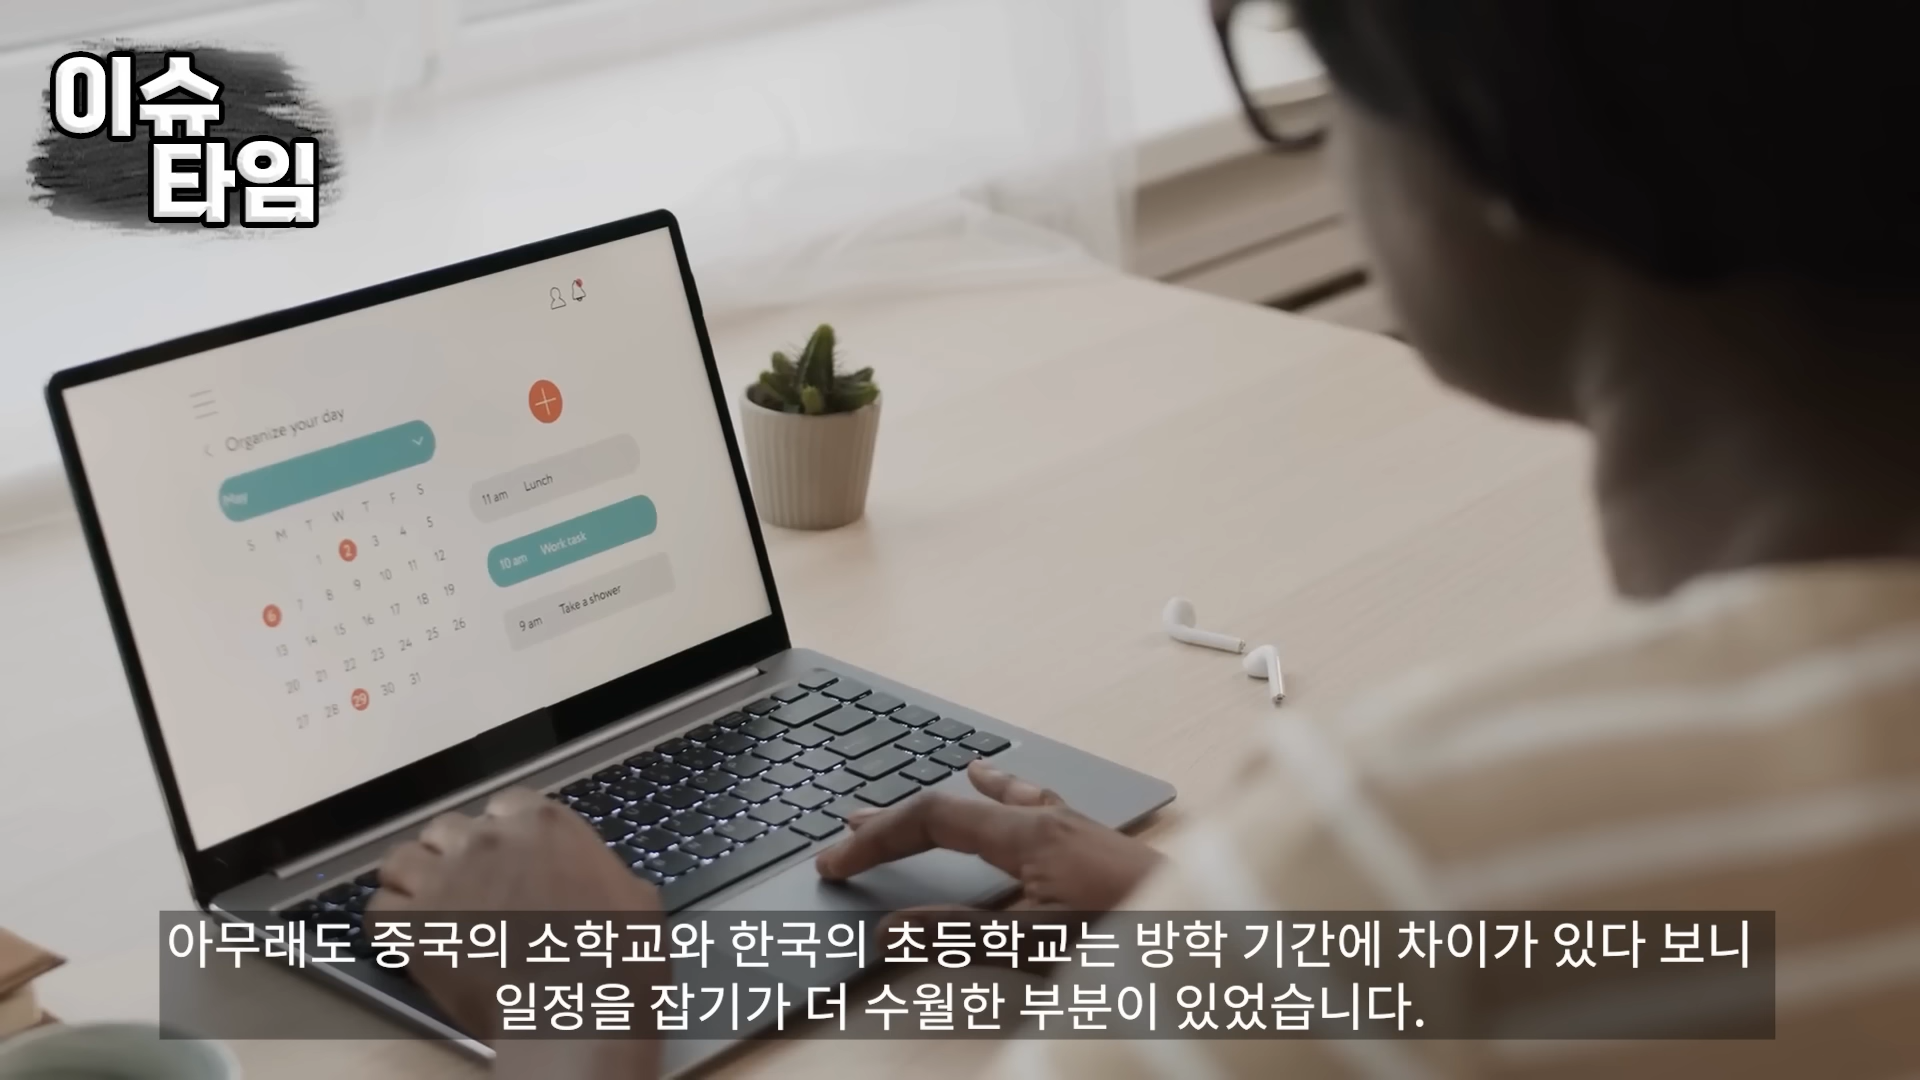 이슈
타임
Organize your day
May
S M T W T F S
1 2 3 4 5
6 7 8 9 10 11 12
13 14 15 16 17 18 19
20 21 22 23 24 25 26
27 28 29 30 31
11 am Lunch
10 am Work task
9 am Take a shower
아무래도 중국의 소학교와 한국의 초등학교는 방학 기간에 차이가 있다 보니
일정을 잡기가 더 수월한 부분이 있었습니다.